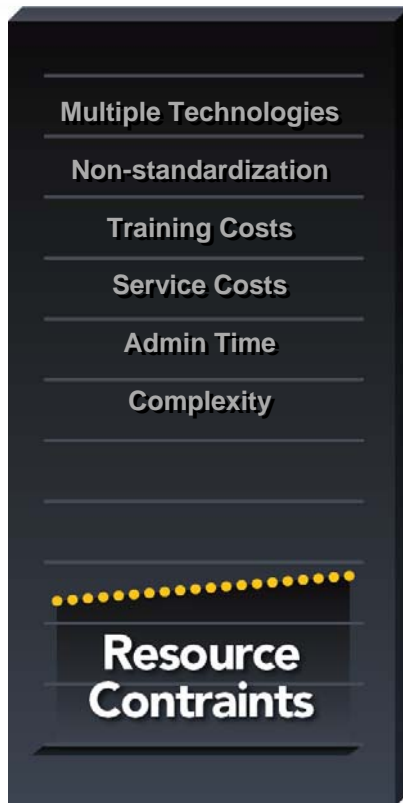 Multiple Technologies
Non-standardization
Training Costs
Service Costs
Admin Time
Complexity
Resource
Contraints